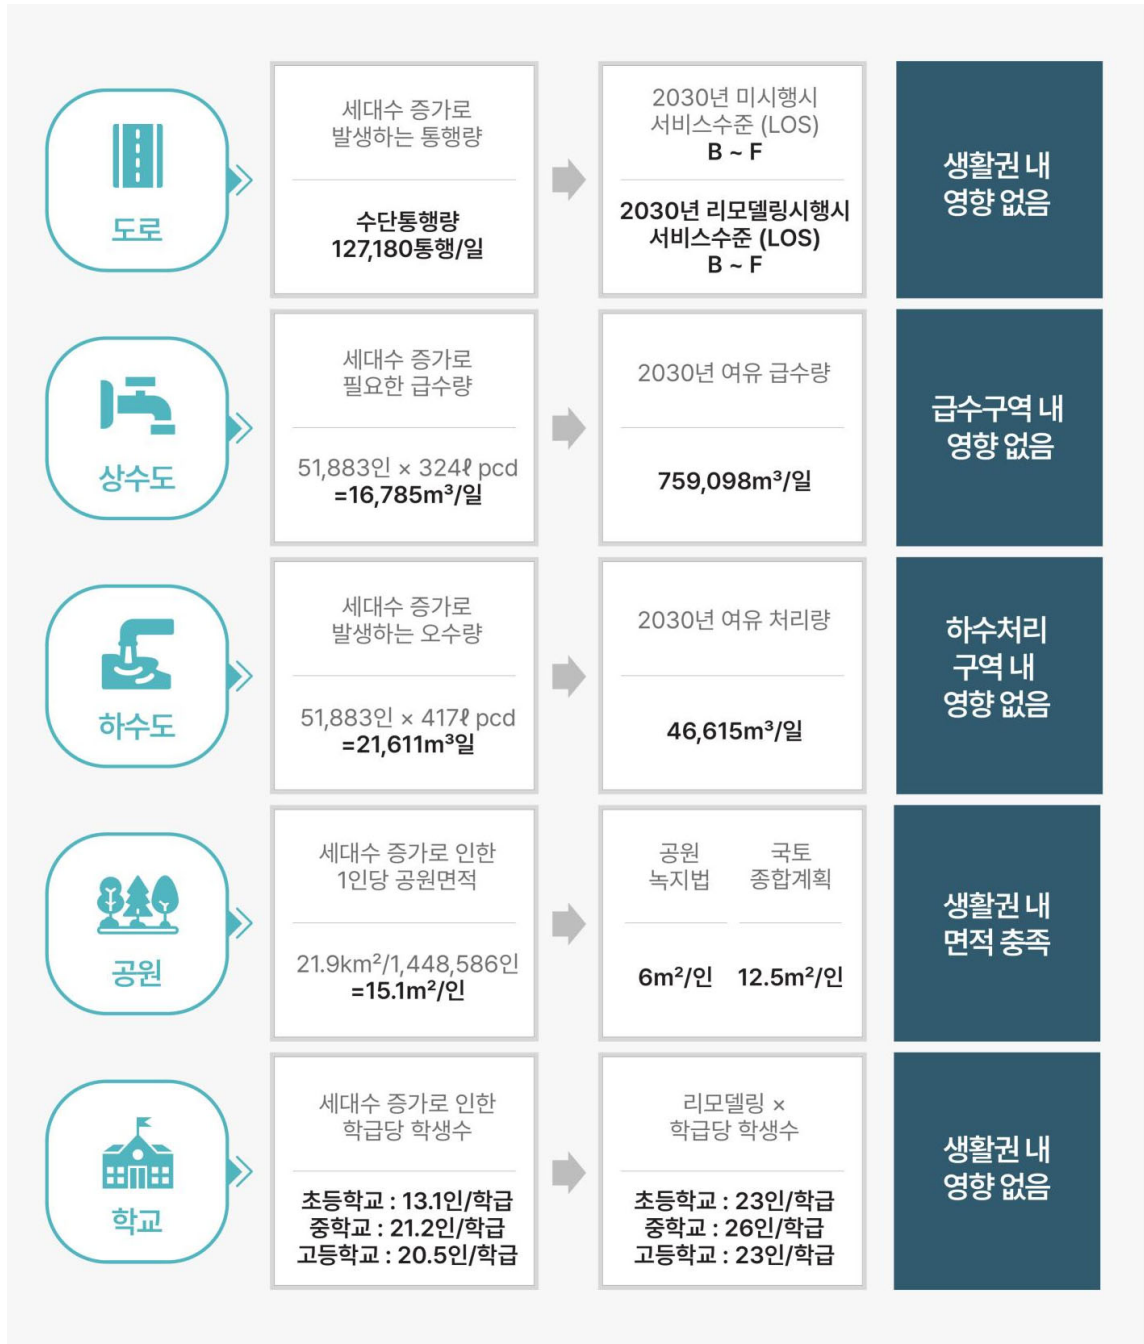 도로
세대수 증가로
발생하는 통행량
수단통행량
127,180통행/일
2030년 미시행시
서비스수준 (LOS)
B ~ F
2030년 리모델링시행시
서비스수준 (LOS)
B ~ F
생활권 내
영향 없음
상수도
세대수 증가로
필요한 급수량
51,883인 × 324ℓ pcd
=16,785m³/일
2030년 여유 급수량
759,098m³/일
급수구역 내
영향 없음
하수도
세대수 증가로
발생하는 오수량
51,883인 × 417ℓ pcd
=21,611m³일
2030년 여유 처리량
46,615m³/일
하수처리
구역 내
영향 없음
공원
세대수 증가로 인한
1인당 공원면적
21.9km²/1,448,586인
=15.1m²/인
공원
녹지법
6m²/인
국토
종합계획
12.5m²/인
생활권 내
면적 충족
학교
세대수 증가로 인한
학급당 학생수
초등학교 : 13.1인/학급
중학교 : 21.2인/학급
고등학교 : 20.5인/학급
리모델링 ×
학급당 학생수
초등학교 : 23인/학급
중학교 : 26인/학급
고등학교 : 23인/학급
생활권 내
영향 없음